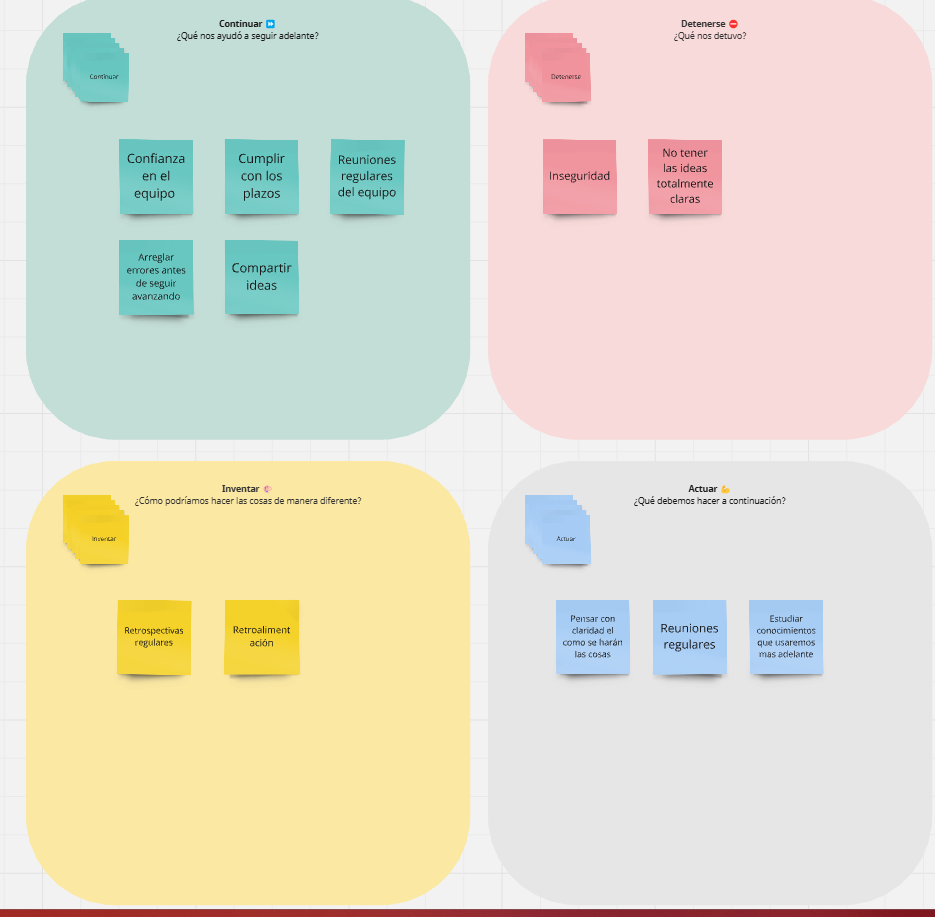 Continuar ⏩
¿Qué nos ayudó a seguir adelante?
Continuar
Confianza
en el
equipo
Cumplir
con los
plazos
Reuniones
regulares
del equipo
Arreglar
errores antes
de seguir
avanzando
Compartir
ideas
Detenerse ⛔
¿Qué nos detuvo?
Detenerse
Inseguridad
No tener
las ideas
totalmente
claras
Inventar 🧠
¿Cómo podríamos hacer las cosas de manera diferente?
Inventar
Retrospectivas
regulares
Retroaliment
ación
Actuar 💪
¿Qué debemos hacer a continuación?
Actuar
Pensar con
claridad el
como se harán
las cosas
Reuniones
regulares
Estudiar
conocimientos
que usaremos
mas adelante